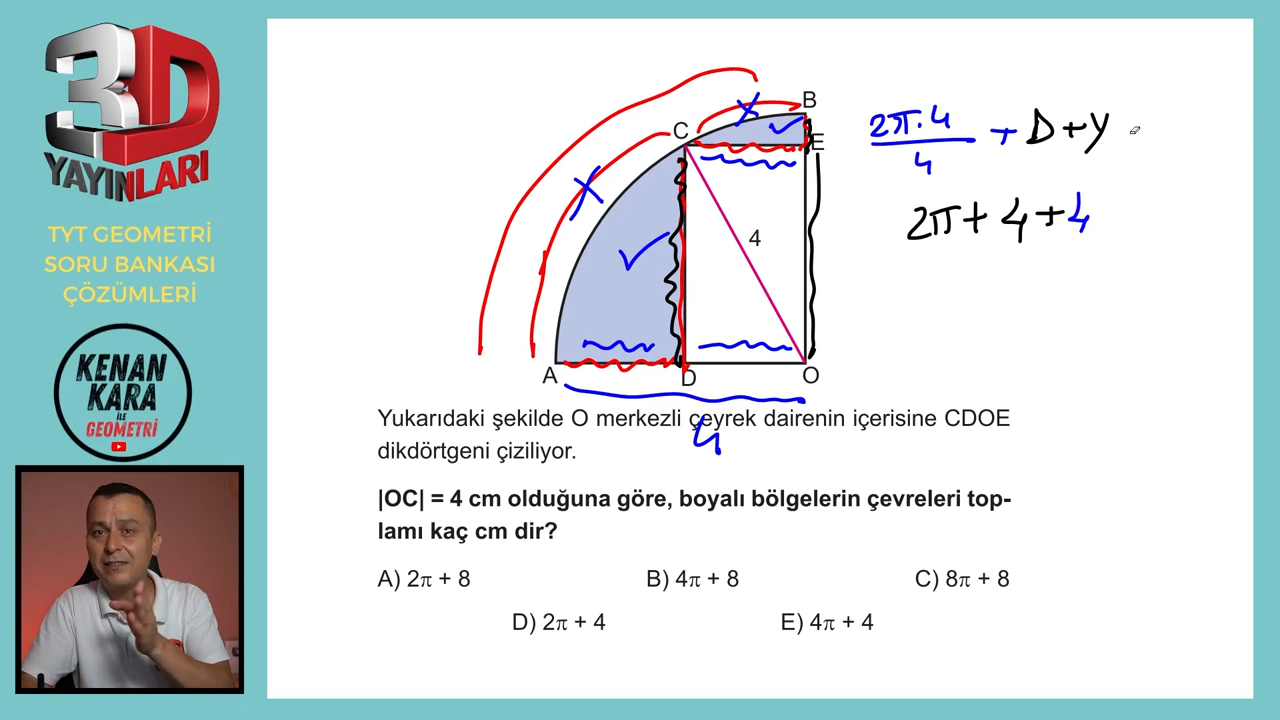 3D
YAYINLARI
TYT GEOMETRİ
SORU BANKASI
ÇÖZÜMLERİ
KENAN
KARA
İLE
GEOMETRİ
B
C
E
4
A
D
O
4
2π·4/4 + D+Y =
2π+4+4
Yukarıdaki şekilde O merkezli çeyrek dairenin içerisine CDOE
dikdörtgeni çiziliyor.
|OC| = 4 cm olduğuna göre, boyalı bölgelerin çevreleri top-
lamı kaç cm dir?
A) 2π + 8 B) 4π + 8 C) 8π + 8
D) 2π + 4 E) 4π + 4